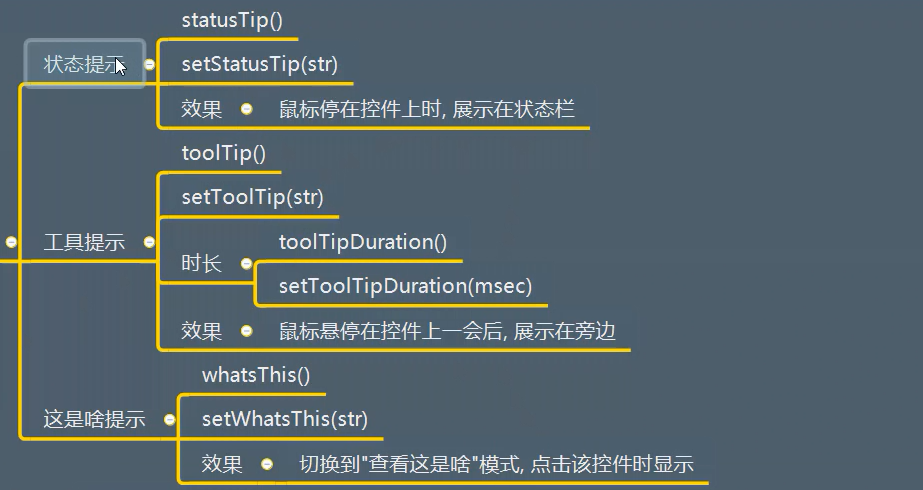 statusTip()
状态提示
setStatusTip(str)
效果
鼠标停在控件上时, 展示在状态栏
toolTip()
setToolTip(str)
工具提示
时长
toolTipDuration()
setToolTipDuration(msec)
效果
鼠标悬停在控件上一会后, 展示在旁边
whatsThis()
这是啥提示
setWhatsThis(str)
效果
切换到"查看这是啥"模式, 点击该控件时显示